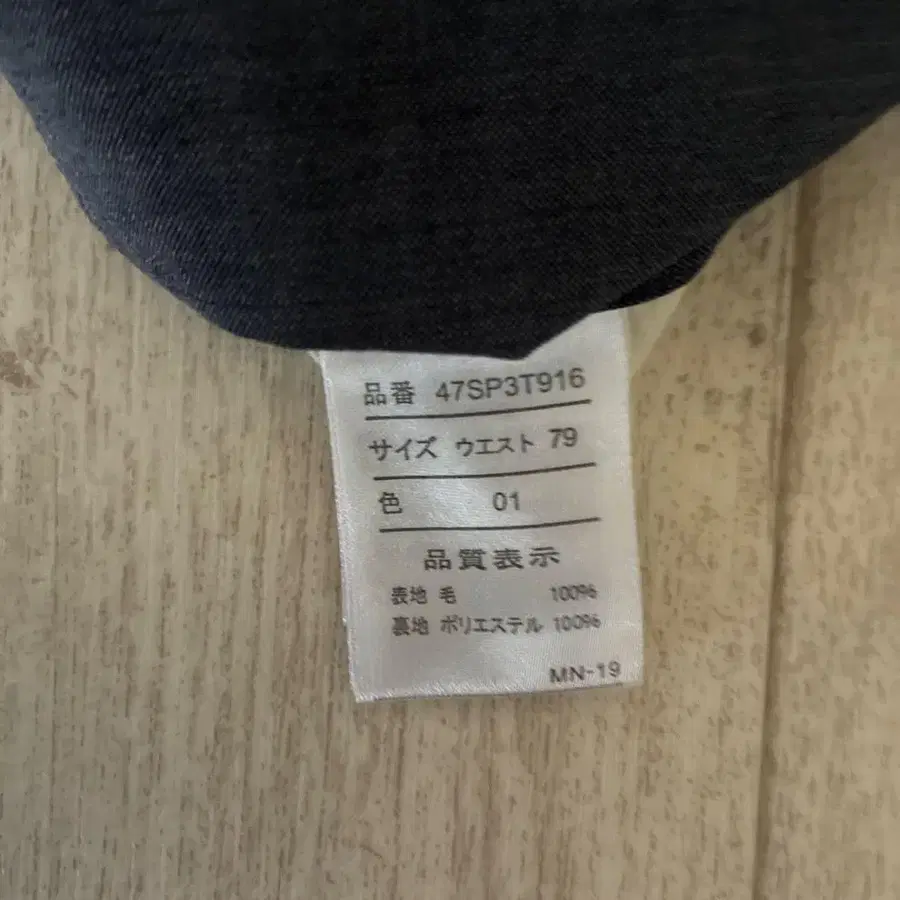 品番 47SP3T916
サイズ ウエスト 79
色 01
品質表示
表地 毛 100%
裏地 ポリエステル 100%
MN-19